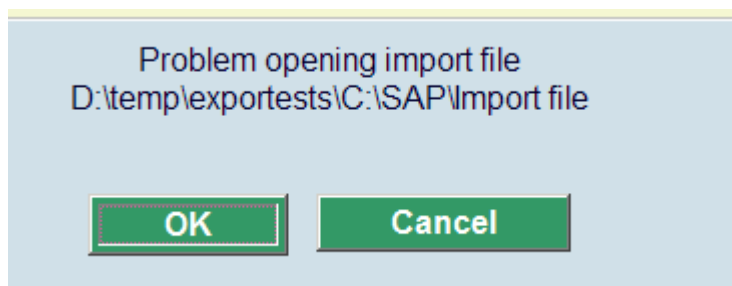 Problem opening import file
D:\temp\exportests\C:\SAP\Import file
OK
Cancel